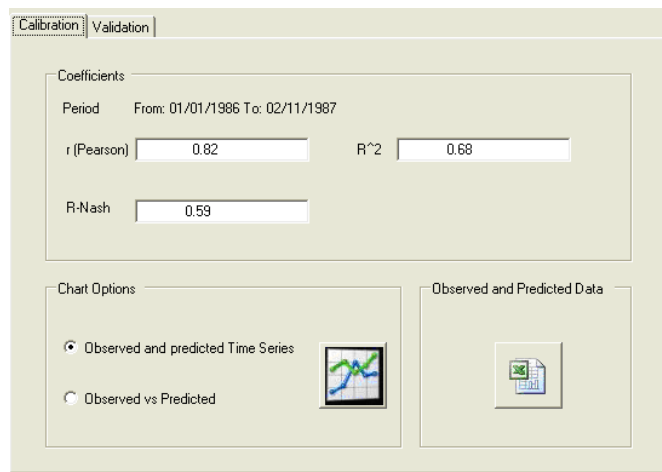 Calibration Validation
Coefficients
Period From: 01/01/1986 To: 02/11/1987
r (Pearson) 0.82 R^2 0.68
R-Nash 0.59
Chart Options
Observed and predicted Time Series
Observed vs Predicted
Observed and Predicted Data